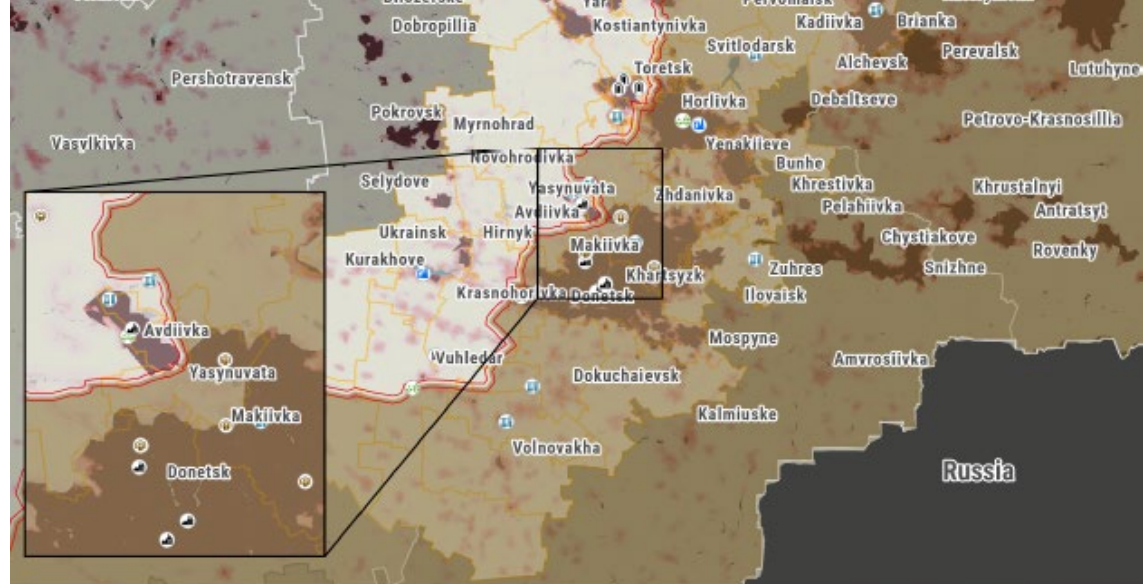 Dobropillia
Yar
Kostiantynivka
Kadiivka
Brianka
Svitlodarsk
Alchevsk
Perevalsk
Lutuhyne
Pershotravensk
Toretsk
Pokrovsk
Horlivka
Debaltseve
Petrovo-Krasnosillia
Myrnohrad
Vasylkivka
Yenakiieve
Novohrodivka
Bunhe
Selydove
Yasynuvata
Zhdanivka
Khrestivka
Khrustalnyi
Avdiivka
Pelahiivka
Antratsyt
Ukrainsk
Hirnyk
Makiivka
Chystiakove
Rovenky
Kurakhove
Khartsyzk
Zuhres
Snizhne
Krasnohorivka
Donetsk
Ilovaisk
Avdiivka
Mospyne
Vuhledar
Amvrosiivka
Yasynuvata
Dokuchaievsk
Makiivka
Kalmiuske
Volnovakha
Donetsk
Russia